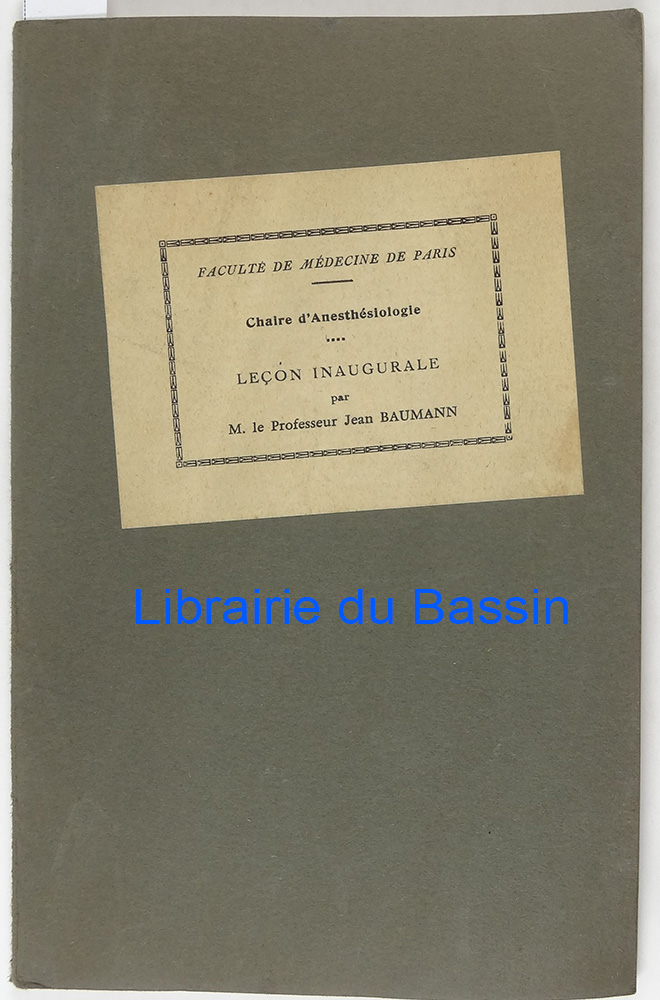 FACULTÉ DE MÉDECINE DE PARIS
Chaire d'Anesthésiologie
LEÇON INAUGURALE
par
M. le Professeur Jean BAUMANN
Librairie du Bassin